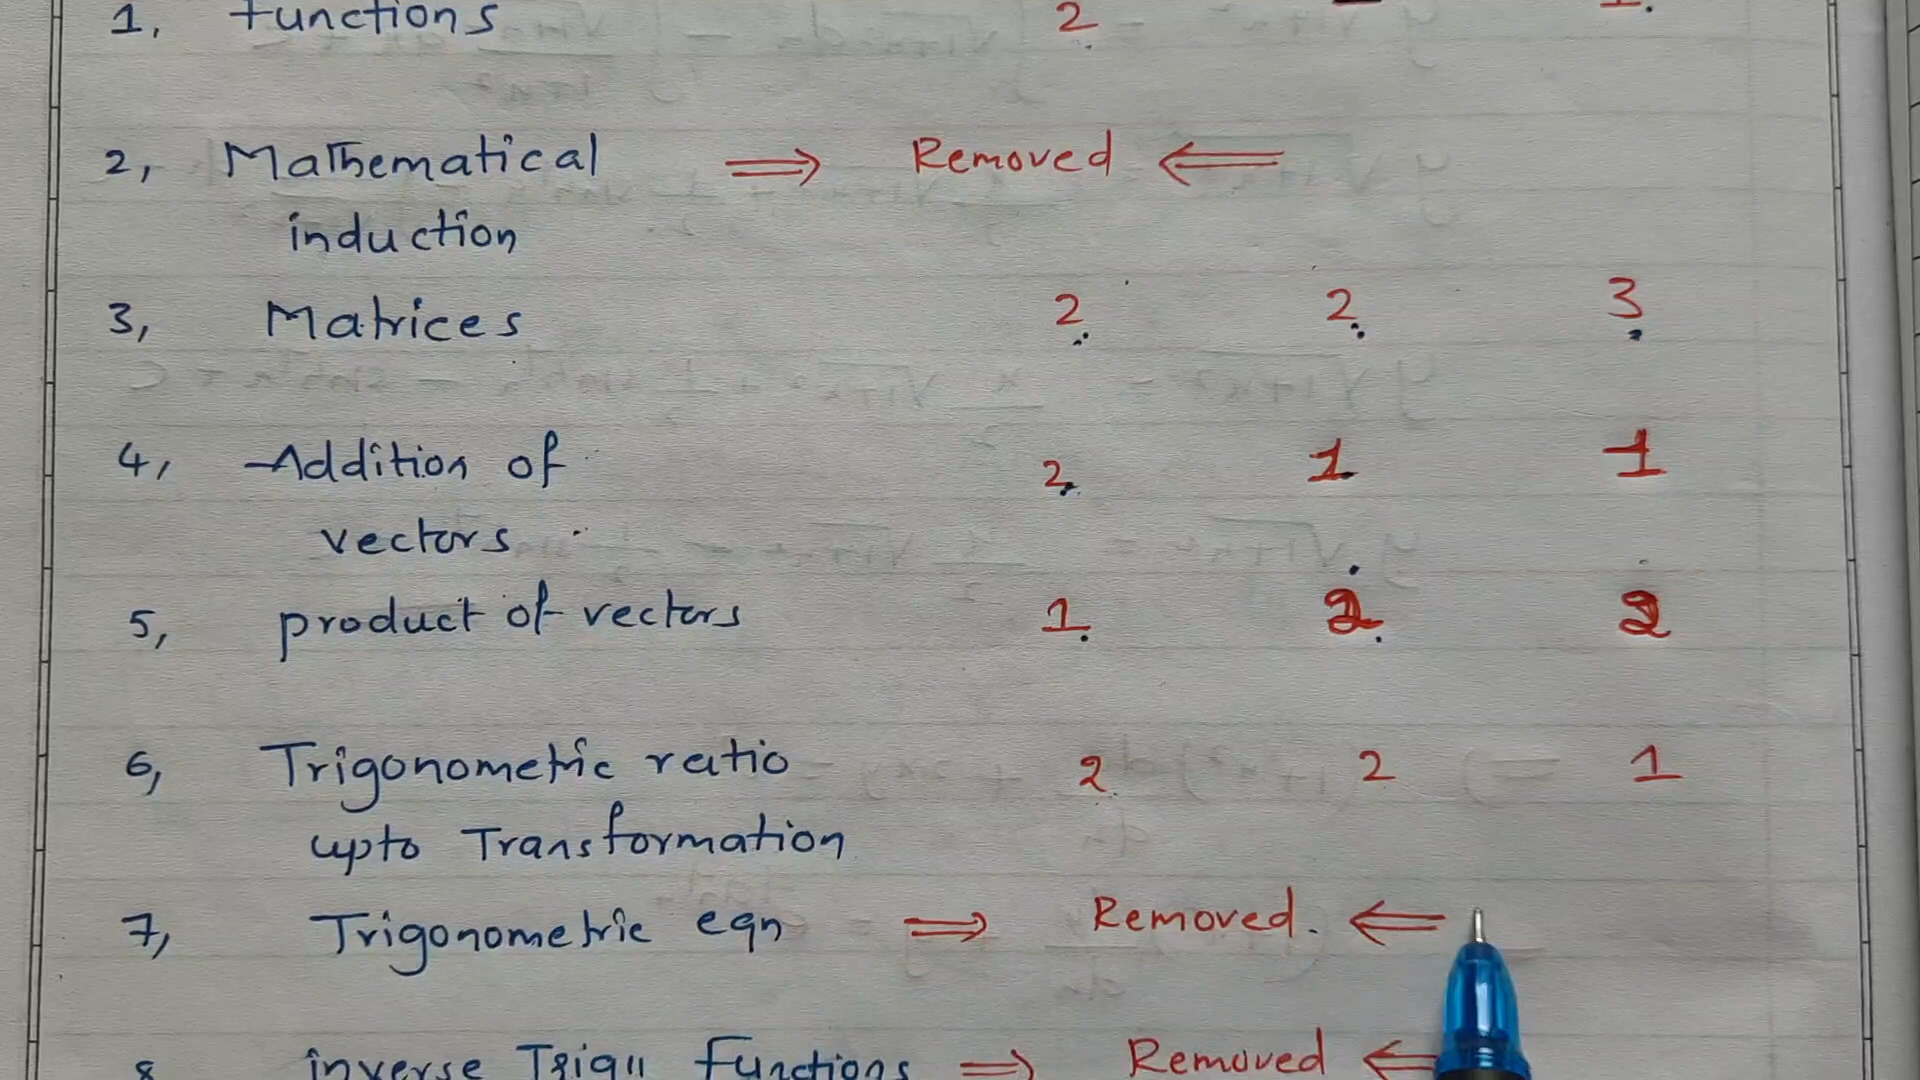 1, Functions 2
2, Mathematical ⇒ Removed ⇐
induction
3, Matrices 2 2 3
4, Addition of 2 1 1
vectors
5, product of vectors 1 2 2
6, Trigonometric ratio 2 2 1
upto Transformation
7, Trigonometric eqn ⇒ Removed. ⇐
8 inverse Trigll Functions ⇒ Removed ⇐